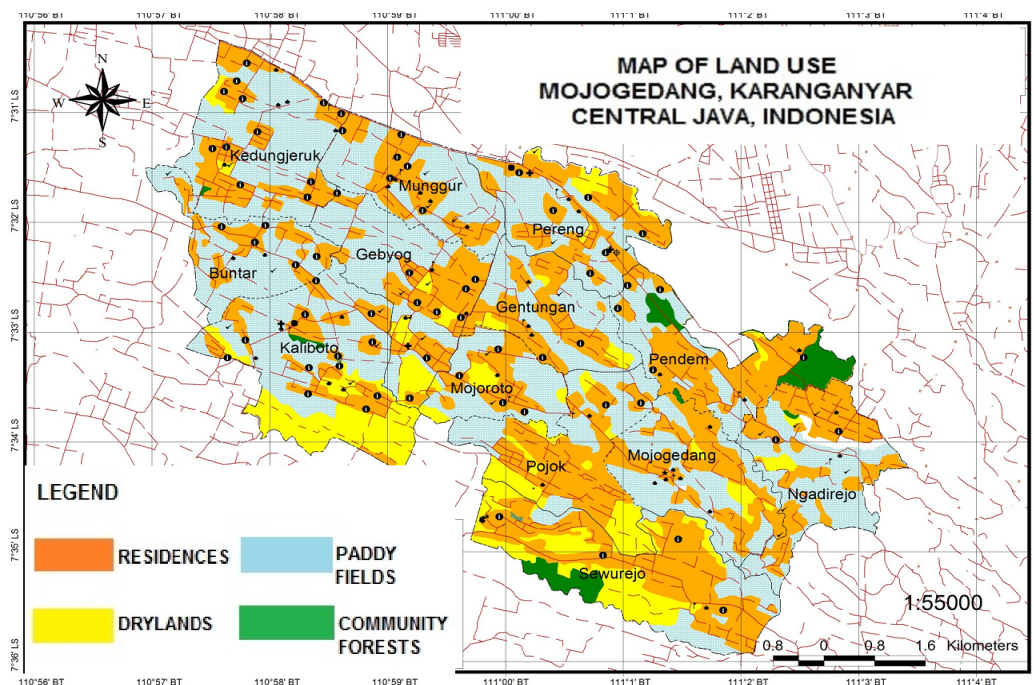 110°56' BT 110°57' BT 110°58' BT 110°59' BT 111°00' BT 111°1' BT 111°2' BT 111°3' BT 111°4' BT
MAP OF LAND USE
MOJOGEDANG, KARANGANYAR
CENTRAL JAVA, INDONESIA
N
W E
S
7°31' LS
Kedungjeruk
Munggur
7°32' LS
Pereng
Gebyog
Buntar
Gentungan
7°33' LS
Kaliboto
Pendem
Mojoroto
7°34' LS
Mojogedang
Pojok
Ngadirejo
LEGEND
7°35' LS
RESIDENCES
PADDY
FIELDS
Sewurejo
1:55000
DRYLANDS
COMMUNITY
FORESTS
7°36' LS
0.8 0 0.8 1.6 Kilometers
110°56' BT 110°57' BT 110°58' BT 110°59' BT 111°00' BT 111°1' BT 111°2' BT 111°3' BT 111°4' BT